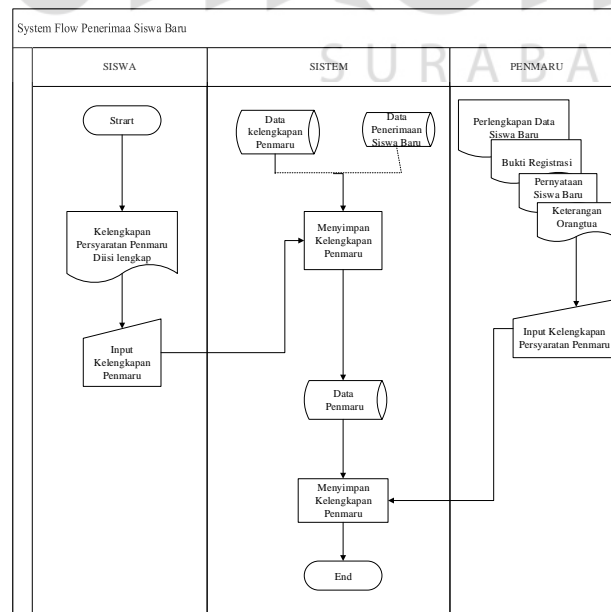 System Flow Penerimaa Siswa Baru
SURABA
SISWA
SISTEM
PENMARU
Strart
Kelengkapan
Persyaratan Penmaru
Diisi lengkap
Input
Kelengkapan
Penmaru
Data
kelengkapan
Penmaru
Data
Penerimaan
Siswa Baru
Menyimpan
Kelengkapan
Penmaru
Data
Penmaru
Menyimpan
Kelengkapan
Penmaru
End
Perlengkapan Data
Siswa Baru
Bukti Registrasi
Pernyataan
Siswa Baru
Keterangan
Orangtua
Input Kelengkapan
Persyaratan Penmaru